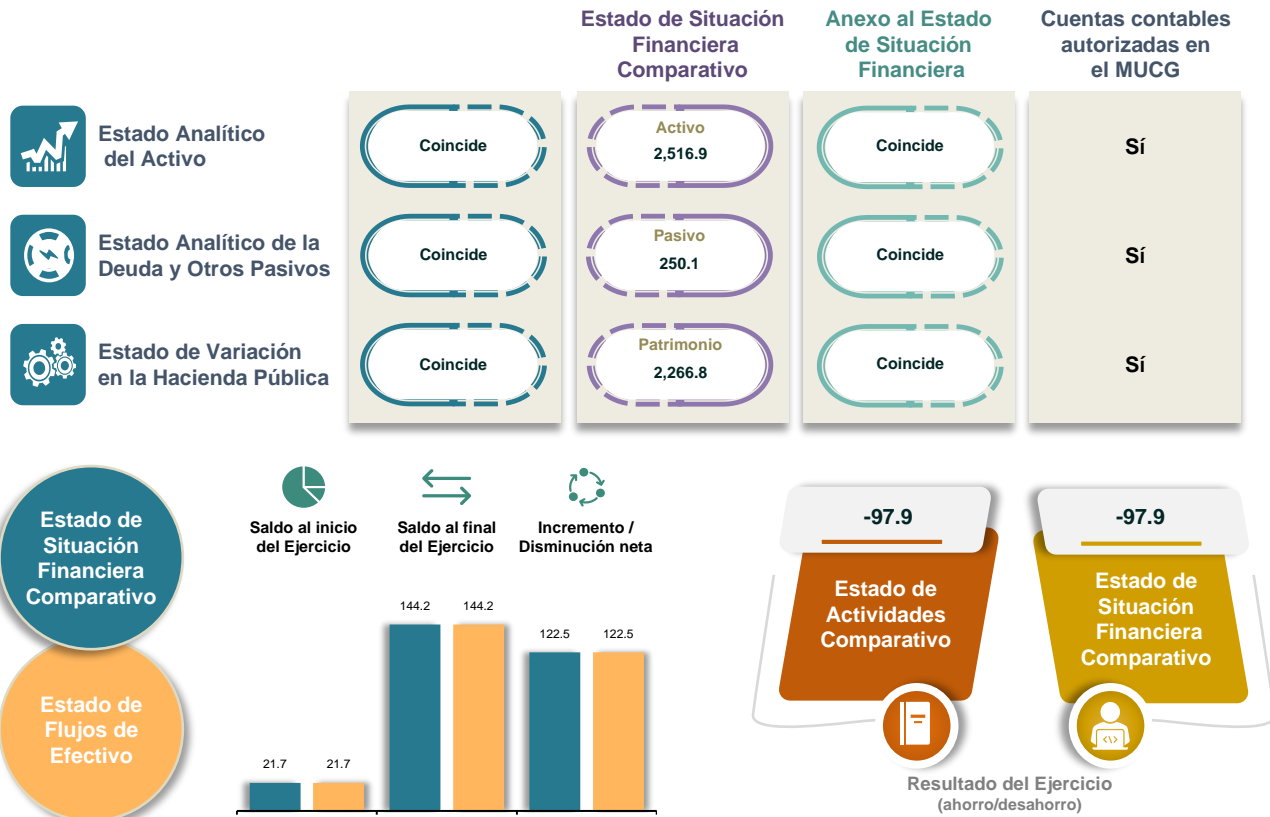 Estado de Situación
Financiera
Comparativo
Anexo al Estado
de Situación
Financiera
Cuentas contables
autorizadas en
el MUCG
Estado Analítico
del Activo
Coincide
Activo
2,516.9
Coincide
Sí
Estado Analítico de la
Deuda y Otros Pasivos
Coincide
Pasivo
250.1
Coincide
Sí
Estado de Variación
en la Hacienda Pública
Coincide
Patrimonio
2,266.8
Coincide
Sí
Estado de
Situación
Financiera
Comparativo
Estado de
Flujos de
Efectivo
Saldo al inicio
del Ejercicio
Saldo al final
del Ejercicio
Incremento /
Disminución neta
21.7
21.7
144.2
144.2
122.5
122.5
-97.9
Estado de
Actividades
Comparativo
-97.9
Estado de
Situación
Financiera
Comparativo
Resultado del Ejercicio
(ahorro/desahorro)